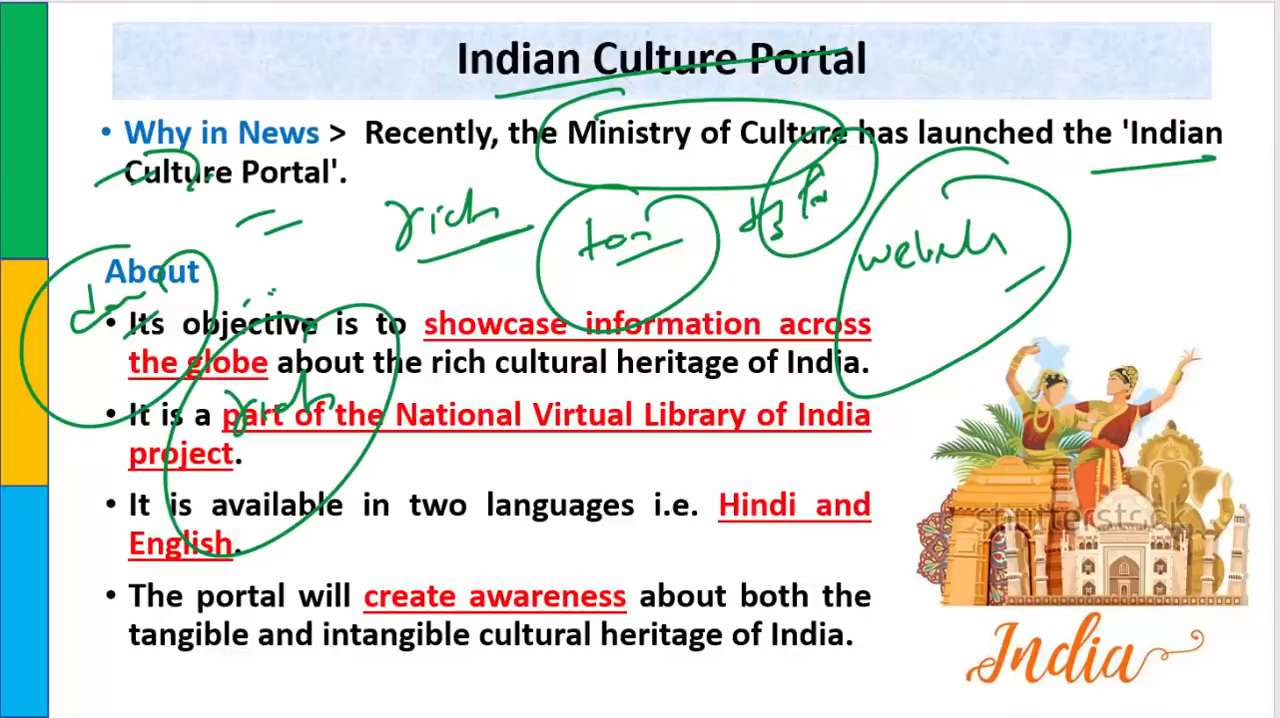 Indian Culture Portal
• Why in News > Recently, the Ministry of Culture has launched the 'Indian
Culture Portal'.
rich
About
• Its objective is to showcase information across
the globe about the rich cultural heritage of India.
• It is a part of the National Virtual Library of India
rich
project.
• It is available in two languages i.e. Hindi and
English.
• The portal will create awareness about both the
tangible and intangible cultural heritage of India.
shutterstock
India